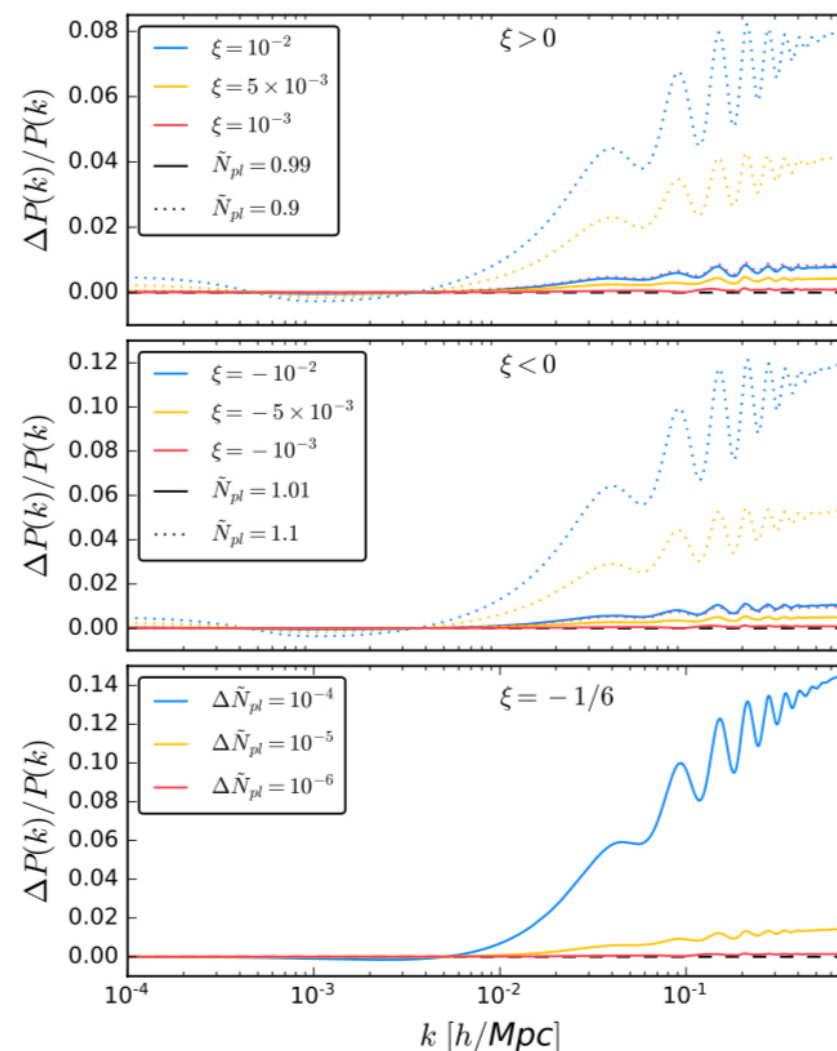 ξ > 0
ξ = 10⁻²
ξ = 5 × 10⁻³
ξ = 10⁻³
Ñ_pl = 0.99
Ñ_pl = 0.9
ΔP(k)/P(k)
0.08
0.06
0.04
0.02
0.00
ξ < 0
ξ = − 10⁻²
ξ = − 5 × 10⁻³
ξ = − 10⁻³
Ñ_pl = 1.01
Ñ_pl = 1.1
ΔP(k)/P(k)
0.12
0.10
0.08
0.06
0.04
0.02
0.00
ξ = − 1/6
ΔÑ_pl = 10⁻⁴
ΔÑ_pl = 10⁻⁵
ΔÑ_pl = 10⁻⁶
ΔP(k)/P(k)
0.14
0.12
0.10
0.08
0.06
0.04
0.02
0.00
10⁻⁴ 10⁻³ 10⁻² 10⁻¹
k [h/Mpc]